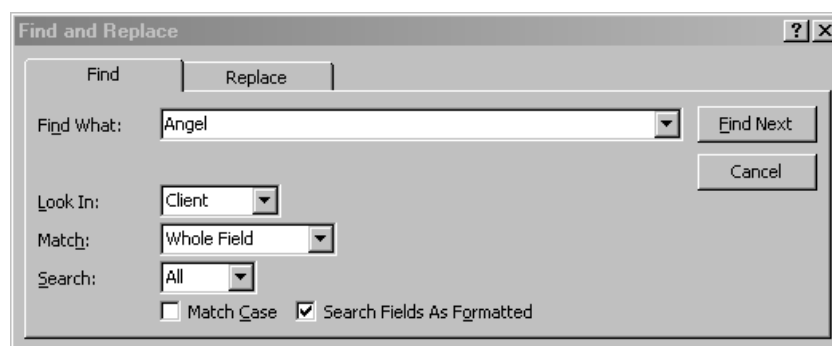 Find and Replace
Find Replace
Find What: Angel Find Next
Cancel
Look In: Client
Match: Whole Field
Search: All
Match Case Search Fields As Formatted